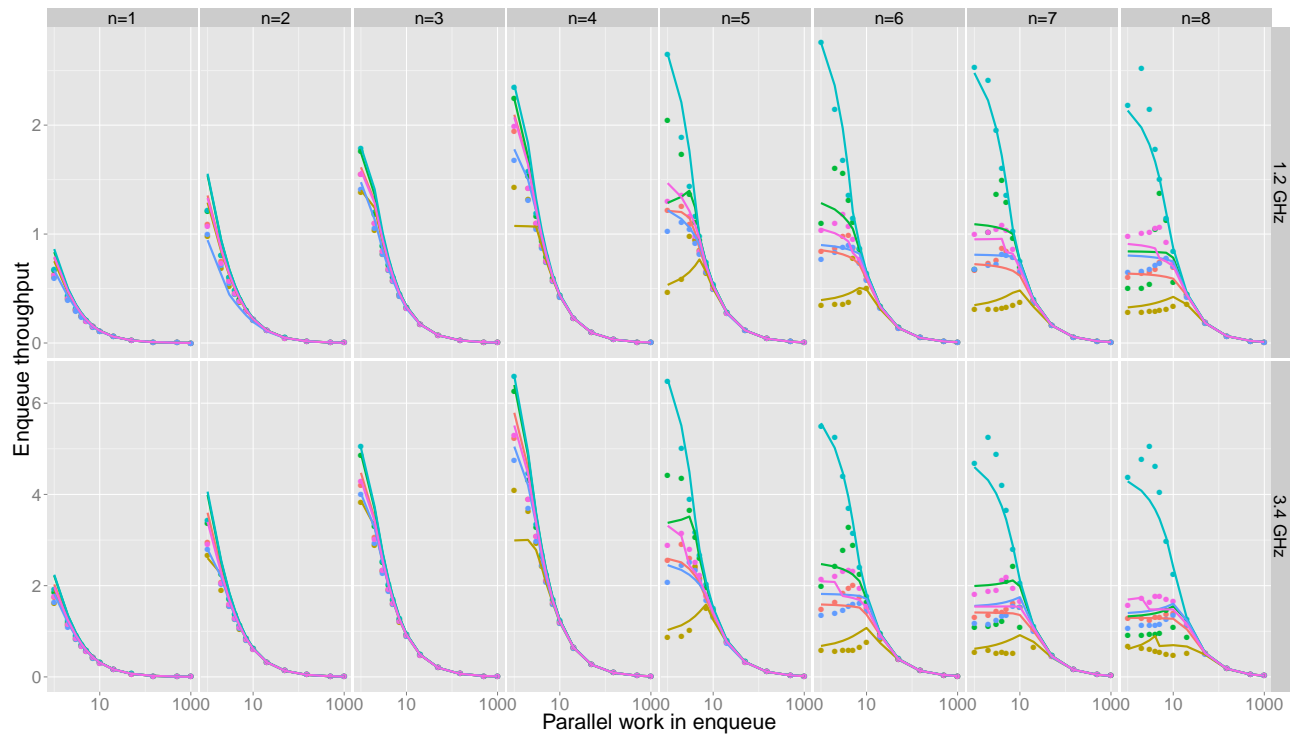 n=1 n=2 n=3 n=4 n=5 n=6 n=7 n=8
Enqueue throughput
2
1
0
1.2 GHz
6
4
2
0
3.4 GHz
10 1000 10 1000 10 1000 10 1000 10 1000 10 1000 10 1000 10 1000
Parallel work in enqueue